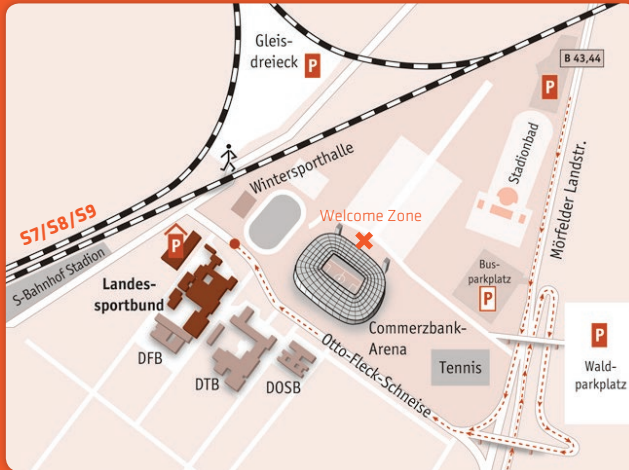 Gleis-
dreieck
P
B 43,44
P
Stadionbad
Mörfelder Landstr.
Wintersporthalle
Welcome Zone
S7/S8/S9
S-Bahnhof Stadion
P
Landes-
sportbund
Bus-
parkplatz
P
Commerzbank-
Arena
Otto-Fleck-Schneise
DFB
DTB
DOSB
Tennis
P
Wald-
parkplatz